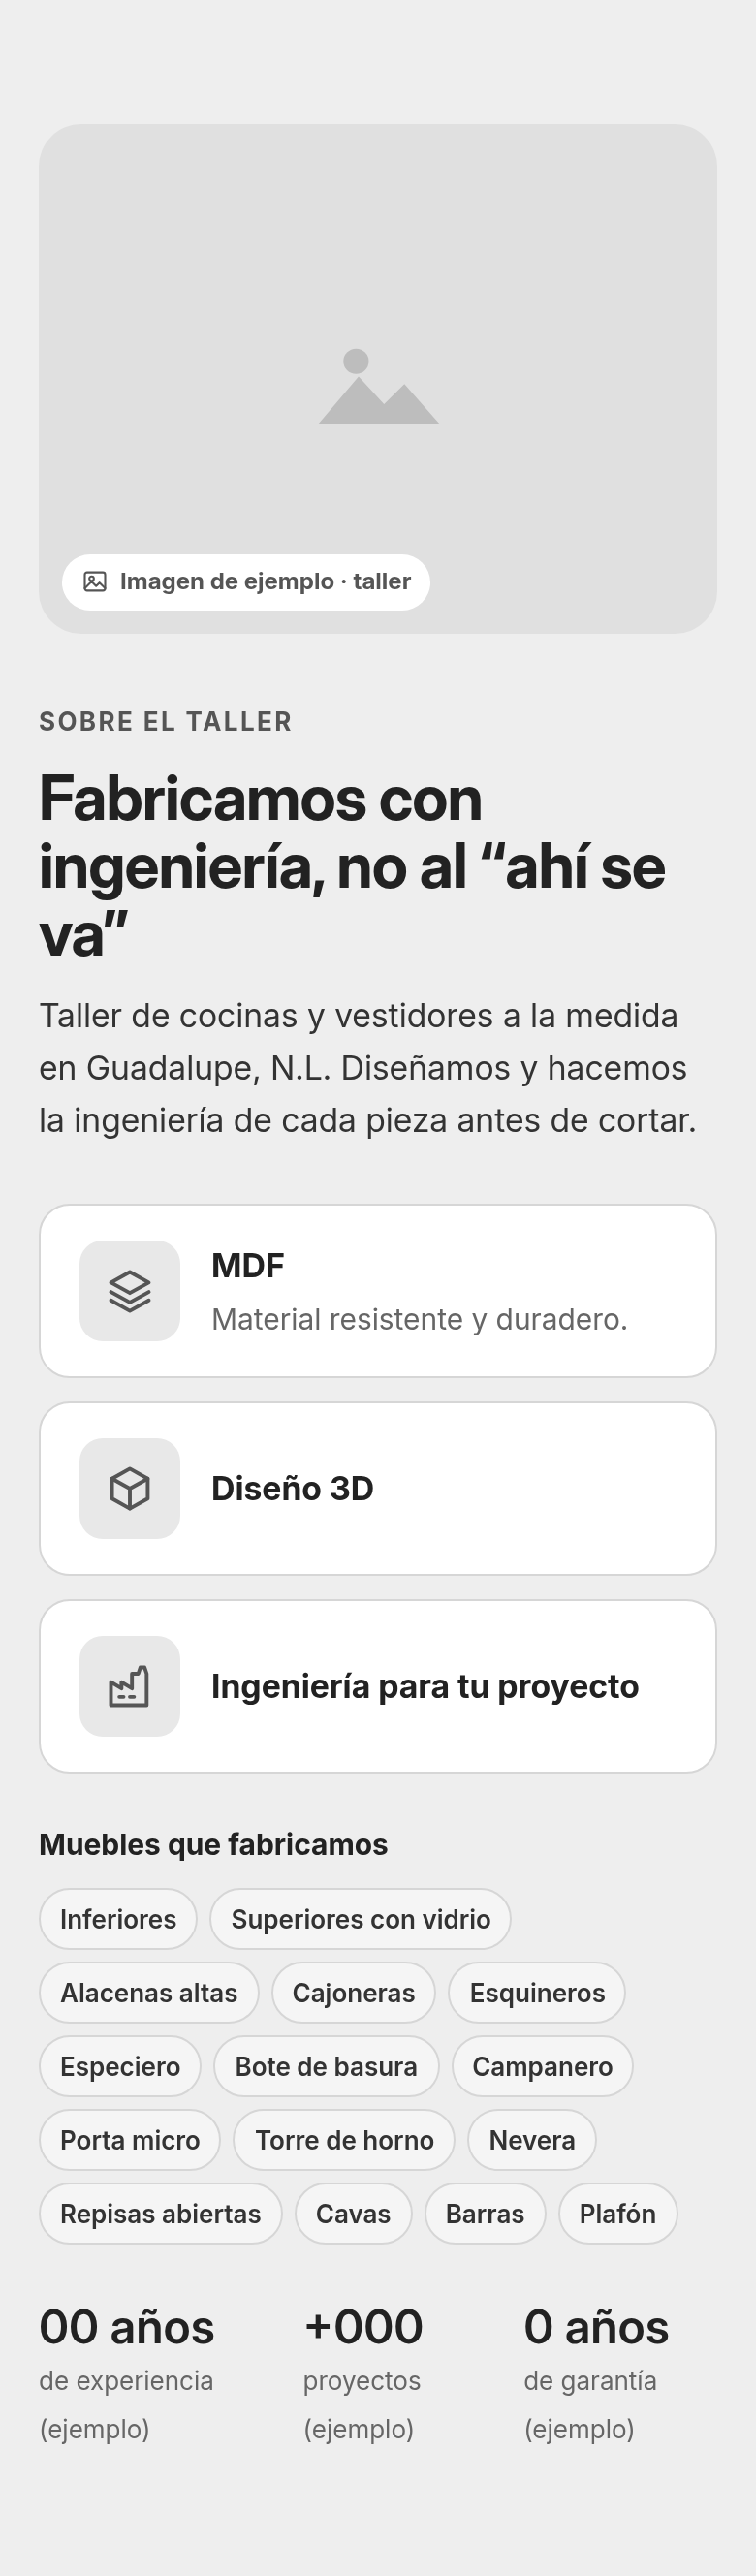 Imagen de ejemplo · taller
SOBRE EL TALLER
Fabricamos con
ingeniería, no al “ahí se
va”
Taller de cocinas y vestidores a la medida
en Guadalupe, N.L. Diseñamos y hacemos
la ingeniería de cada pieza antes de cortar.
MDF
Material resistente y duradero.
Diseño 3D
Ingeniería para tu proyecto
Muebles que fabricamos
Inferiores Superiores con vidrio
Alacenas altas Cajoneras Esquineros
Especiero Bote de basura Campanero
Porta micro Torre de horno Nevera
Repisas abiertas Cavas Barras Plafón
00 años +000 0 años
de experiencia proyectos de garantía
(ejemplo) (ejemplo) (ejemplo)